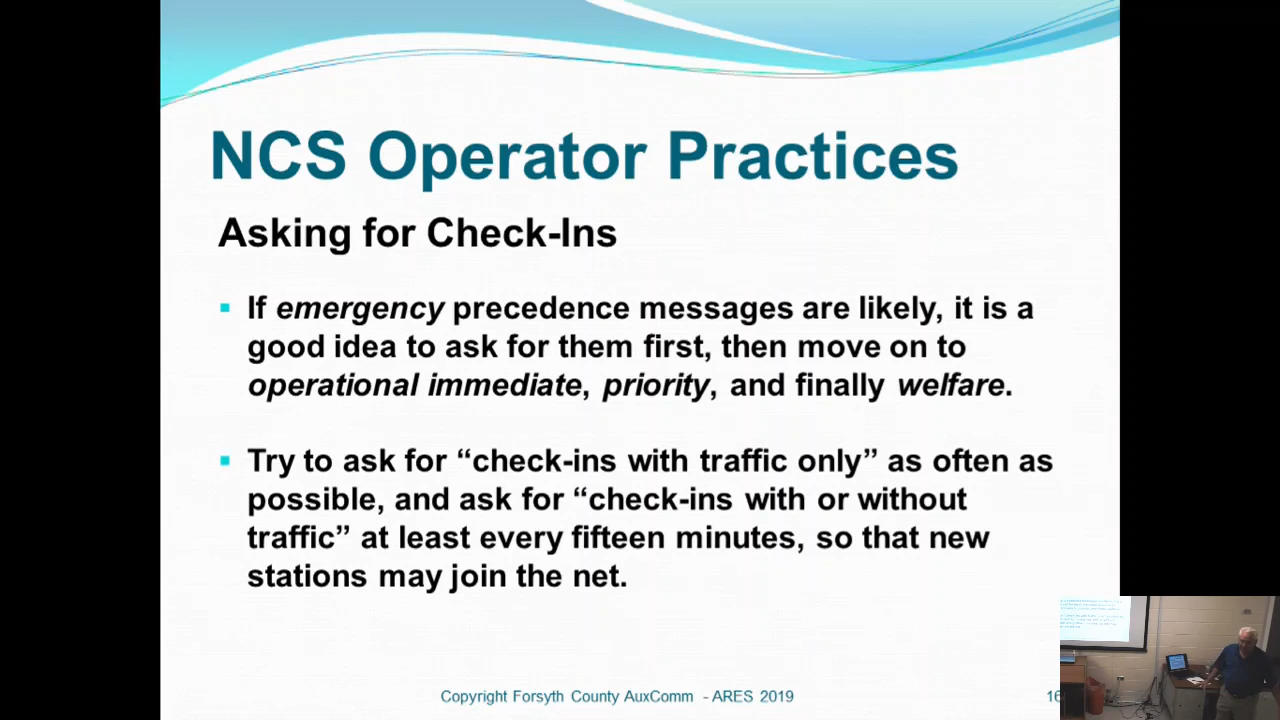 NCS Operator Practices
Asking for Check-Ins
If emergency precedence messages are likely, it is a
good idea to ask for them first, then move on to
operational immediate, priority, and finally welfare.
Try to ask for “check-ins with traffic only” as often as
possible, and ask for “check-ins with or without
traffic” at least every fifteen minutes, so that new
stations may join the net.
Copyright Forsyth County AuxComm - ARES 2019
16